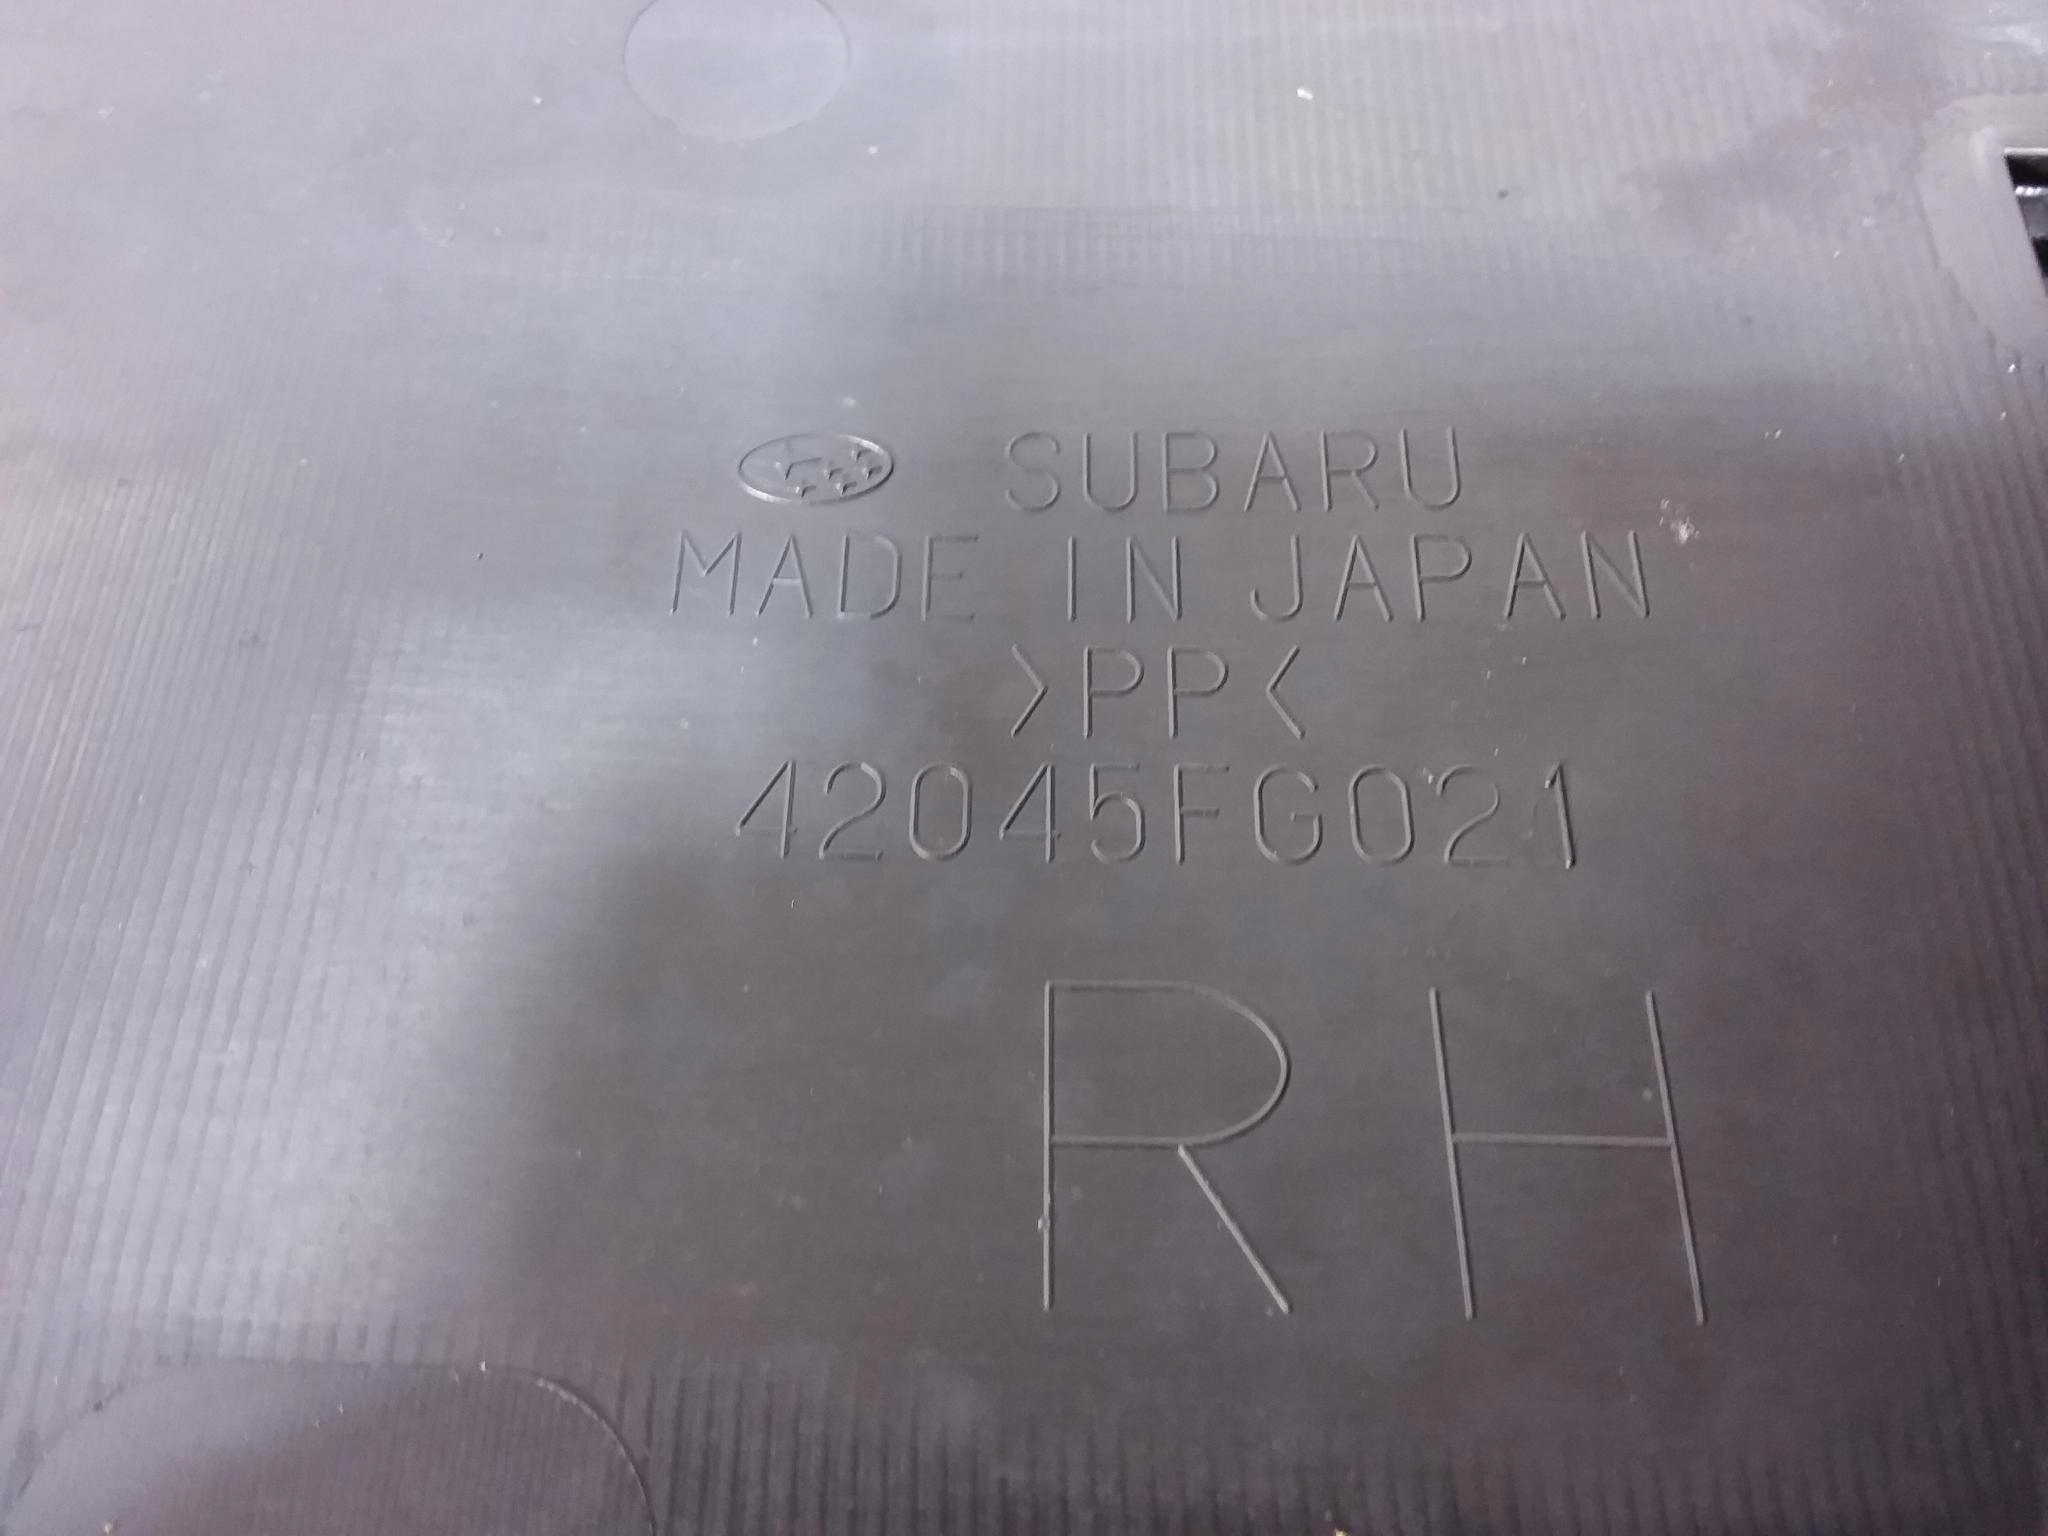 SUBARU
MADE IN JAPAN
>PP<
42045FG021
RH